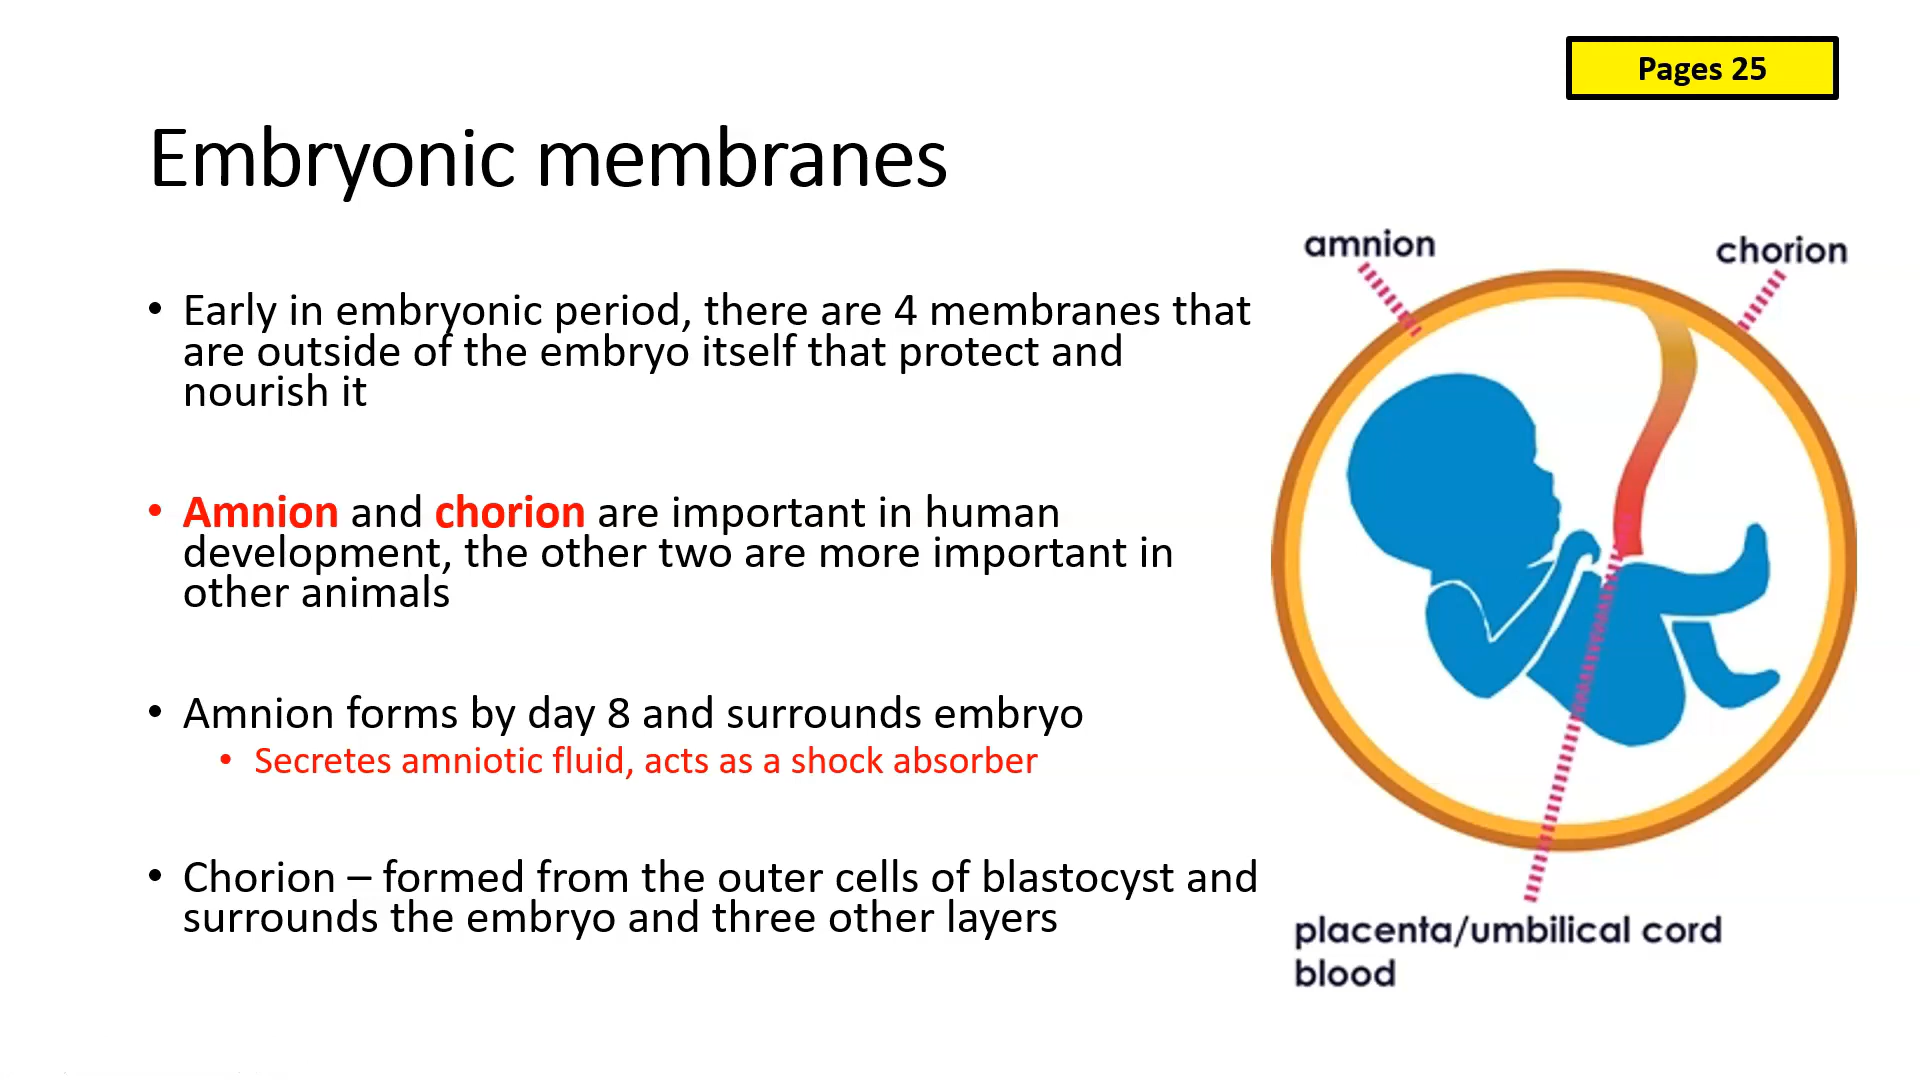 Pages 25
Embryonic membranes
• Early in embryonic period, there are 4 membranes that
are outside of the embryo itself that protect and
nourish it
• Amnion and chorion are important in human
development, the other two are more important in
other animals
• Amnion forms by day 8 and surrounds embryo
• Secretes amniotic fluid, acts as a shock absorber
• Chorion – formed from the outer cells of blastocyst and
surrounds the embryo and three other layers
amnion
chorion
placenta/umbilical cord
blood